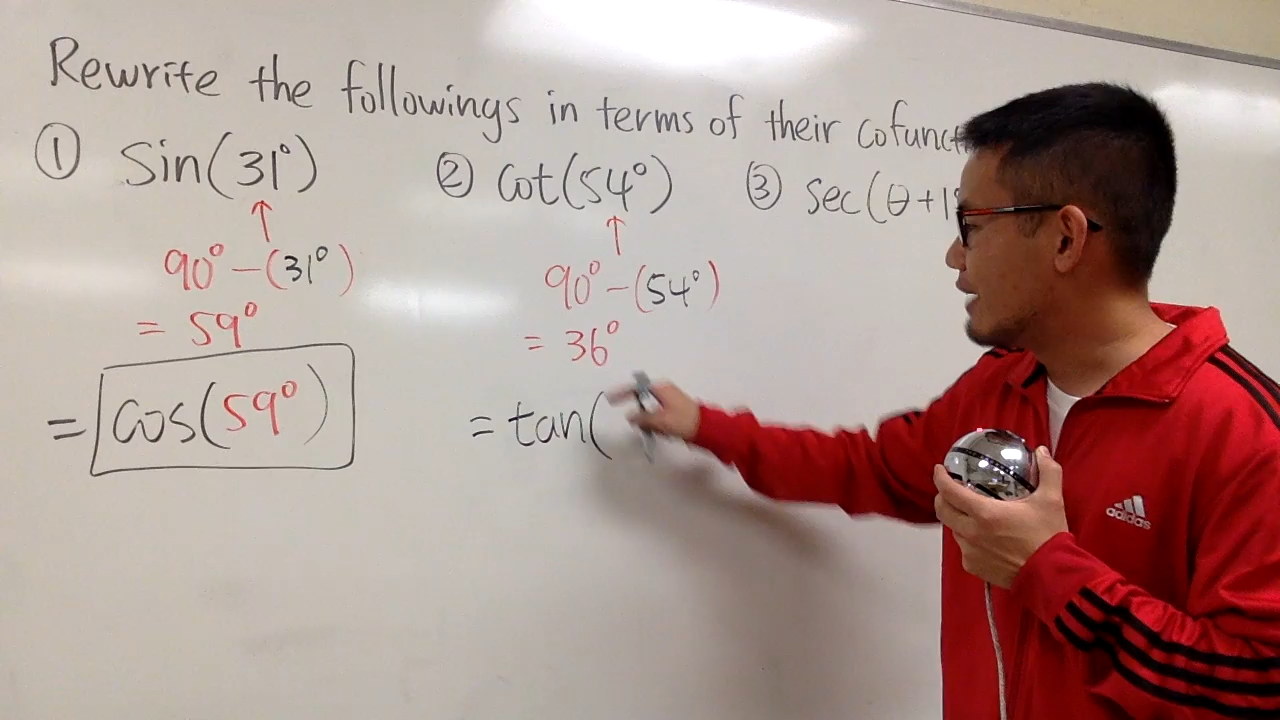 Rewrite the followings in terms of their cofunct
① Sin(31°) ② cot(54°) ③ sec(θ+1
90° - (31°) 90° - (54°)
= 59° = 36°
= cos(59°) = tan(
adidas